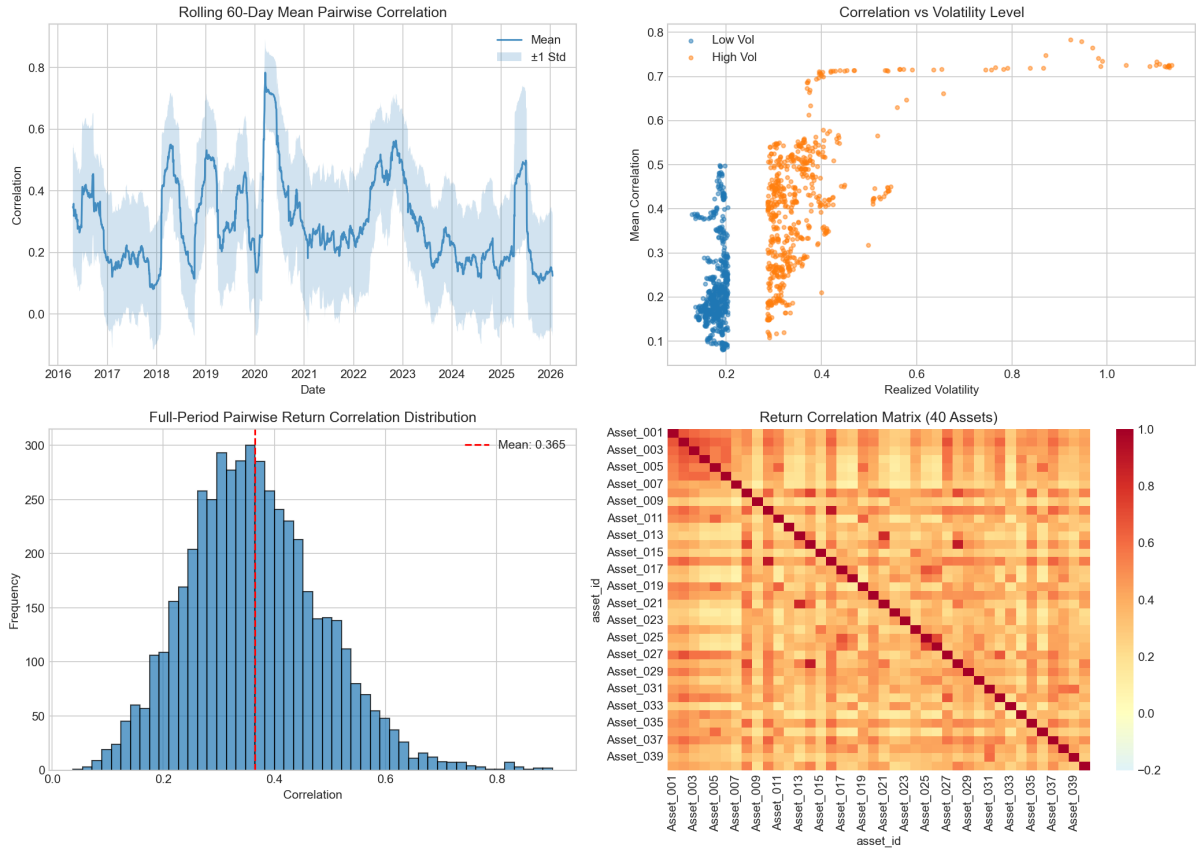 Rolling 60-Day Mean Pairwise Correlation
Mean
±1 Std
0.8
0.6
0.4
0.2
0.0
Correlation
2016 2017 2018 2019 2020 2021 2022 2023 2024 2025 2026
Date
Correlation vs Volatility Level
Low Vol
High Vol
0.8
0.7
0.6
0.5
0.4
0.3
0.2
0.1
Mean Correlation
0.2 0.4 0.6 0.8 1.0
Realized Volatility
Full-Period Pairwise Return Correlation Distribution
Mean: 0.365
300
250
200
150
100
50
0
Frequency
0.0 0.2 0.4 0.6 0.8
Correlation
Return Correlation Matrix (40 Assets)
Asset_001
Asset_003
Asset_005
Asset_007
Asset_009
Asset_011
Asset_013
Asset_015
Asset_017
Asset_019
Asset_021
Asset_023
Asset_025
Asset_027
Asset_029
Asset_031
Asset_033
Asset_035
Asset_037
Asset_039
asset_id
Asset_001 Asset_003 Asset_005 Asset_007 Asset_009 Asset_011 Asset_013 Asset_015 Asset_017 Asset_019 Asset_021 Asset_023 Asset_025 Asset_027 Asset_029 Asset_031 Asset_033 Asset_035 Asset_037 Asset_039
asset_id
1.0
0.8
0.6
0.4
0.2
0.0
−0.2